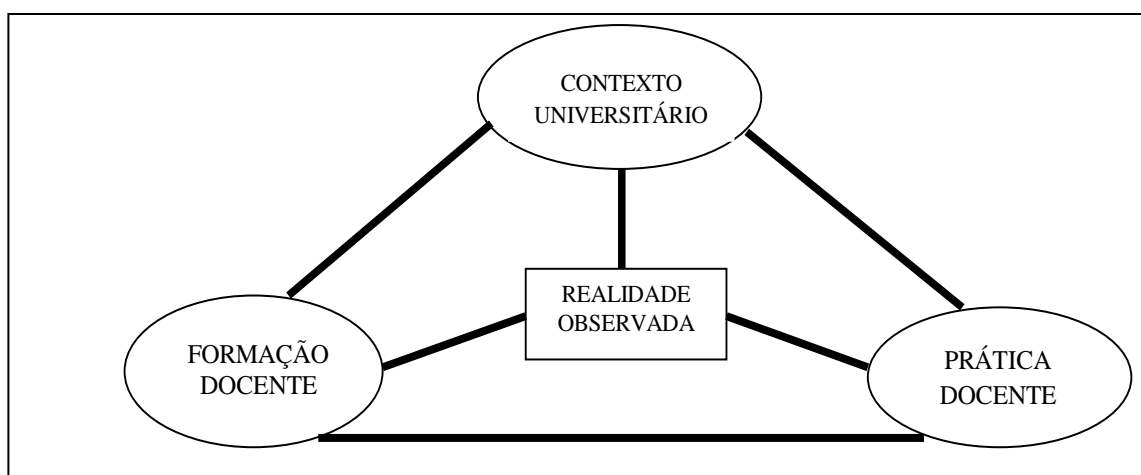 CONTEXTO
UNIVERSITÁRIO
REALIDADE
OBSERVADA
FORMAÇÃO
DOCENTE
PRÁTICA
DOCENTE